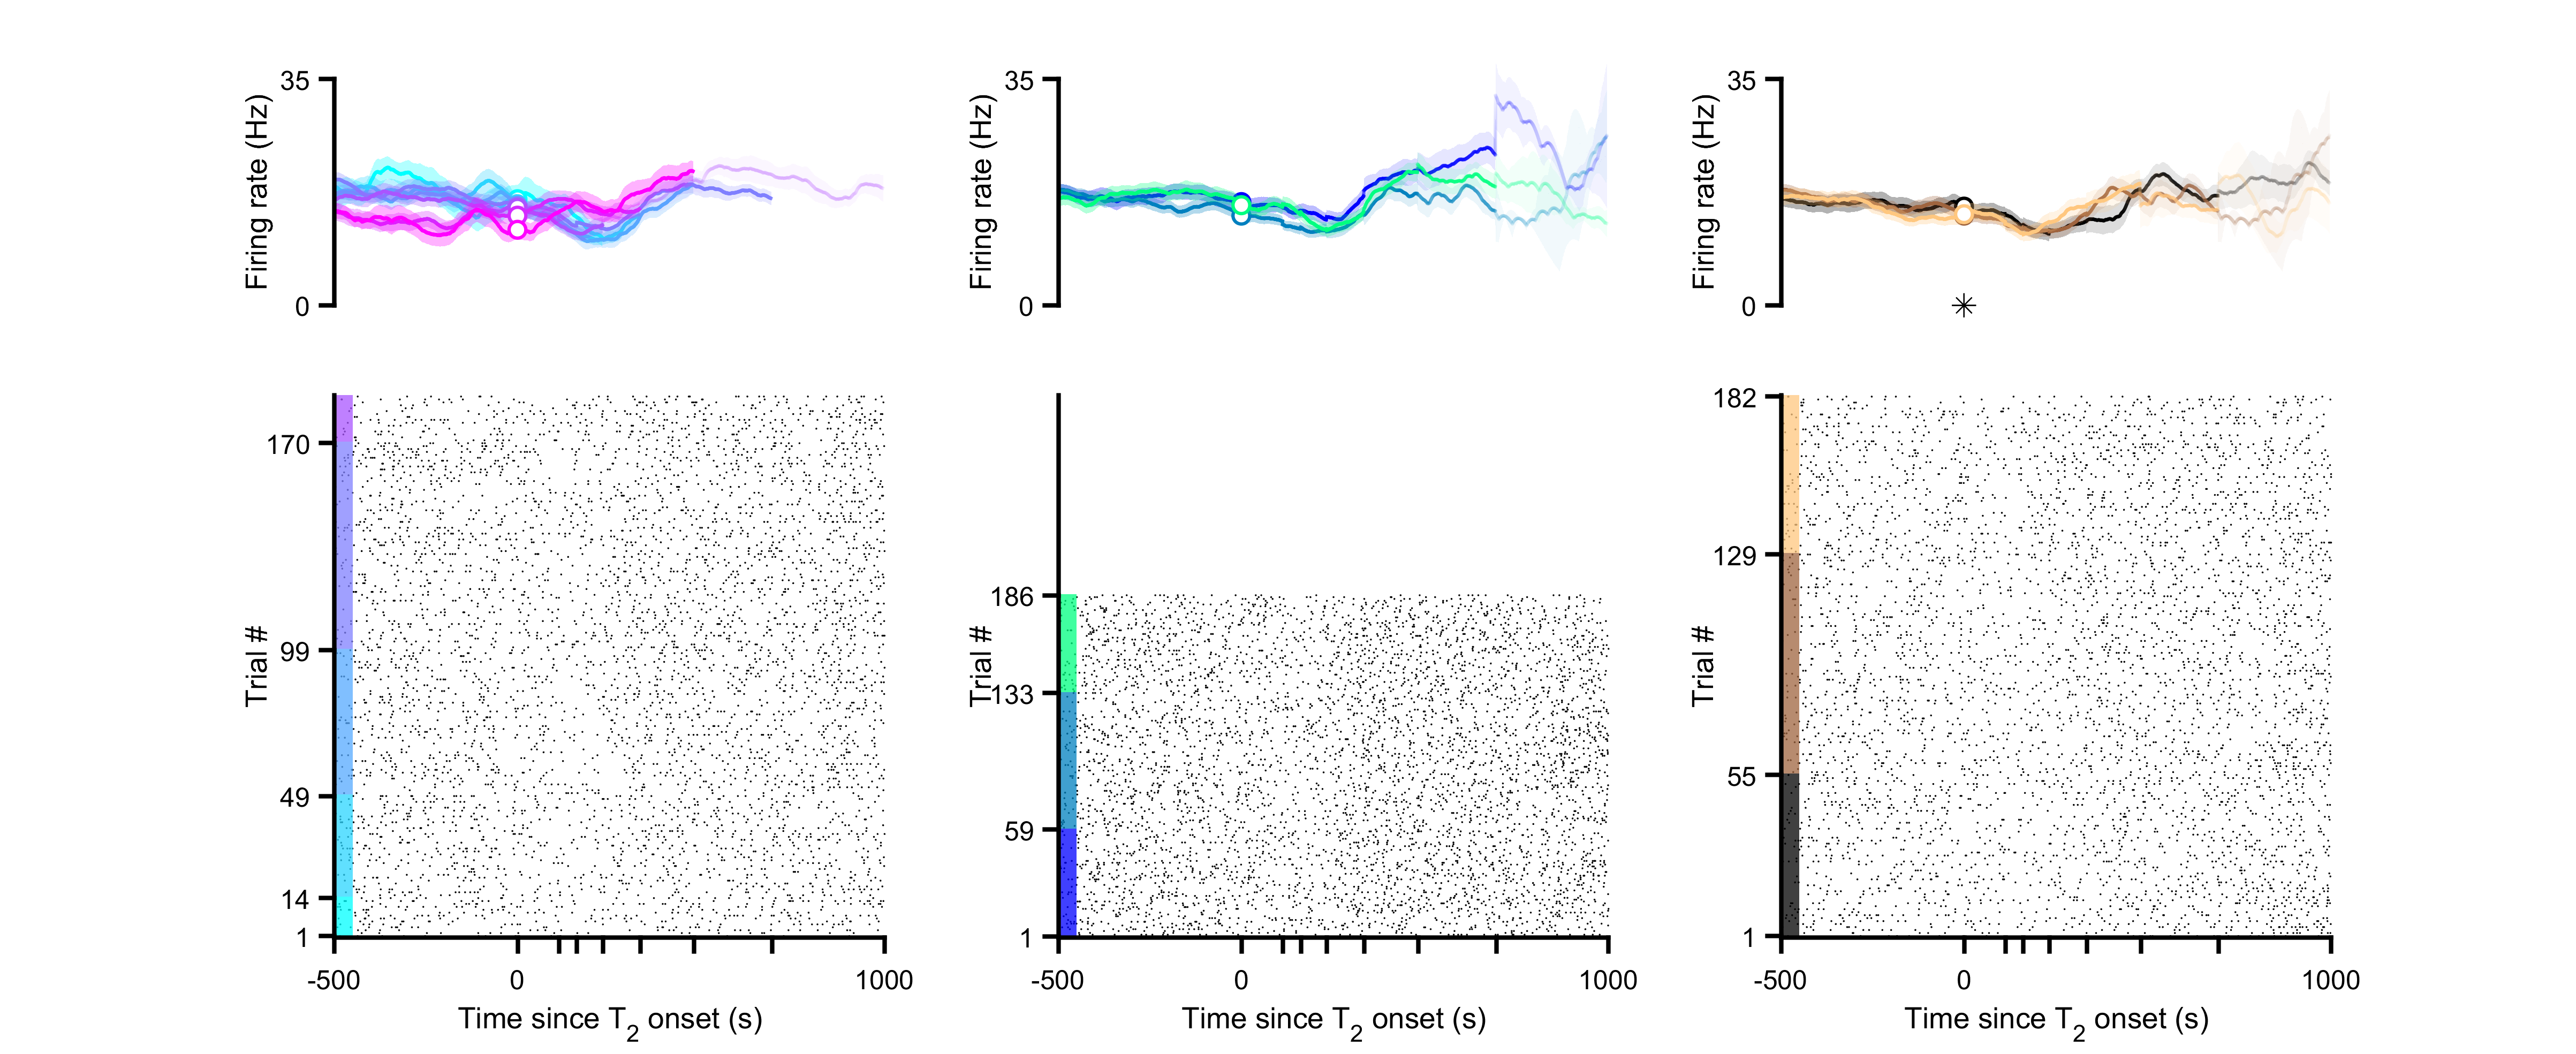 35
Firing rate (Hz)
0
35
Firing rate (Hz)
0
35
Firing rate (Hz)
0
170
99
49
14
1
Trial #
-500 0 1000
Time since T2 onset (s)
186
133
59
1
Trial #
-500 0 1000
Time since T2 onset (s)
182
129
55
1
Trial #
-500 0 1000
Time since T2 onset (s)